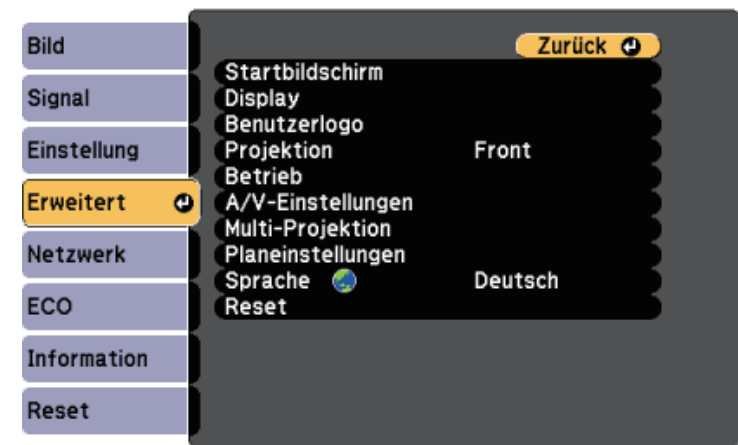 Bild
Signal
Einstellung
Erweitert
Netzwerk
ECO
Information
Reset
Zurück
Startbildschirm
Display
Benutzerlogo
Projektion Front
Betrieb
A/V-Einstellungen
Multi-Projektion
Planeinstellungen
Sprache Deutsch
Reset